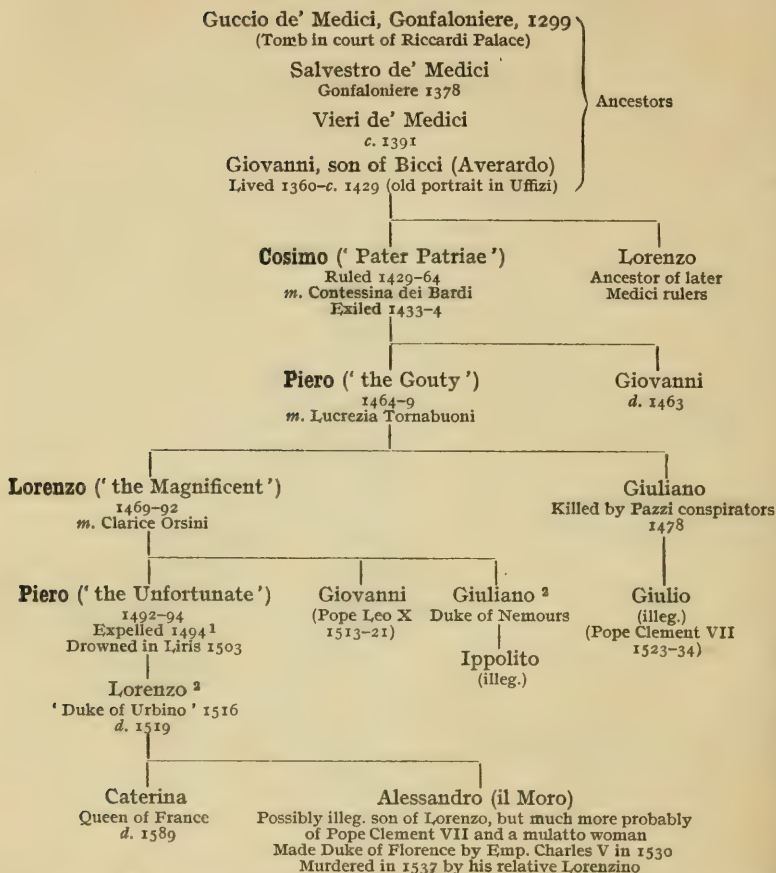 Guccio de' Medici, Gonfaloniere, 1299
(Tomb in court of Riccardi Palace)
Salvestro de' Medici
Gonfaloniere 1378
Ancestors
Vieri de' Medici
c. 1391
Giovanni, son of Bicci (Averardo)
Lived 1360–c. 1429 (old portrait in Uffizi)
Cosimo (' Pater Patriae ')
Ruled 1429–64
m. Contessina dei Bardi
Exiled 1433–4
Lorenzo
Ancestor of later
Medici rulers
Piero (' the Gouty ')
1464–9
m. Lucrezia Tornabuoni
Giovanni
d. 1463
Lorenzo (' the Magnificent ')
1469–92
m. Clarice Orsini
Giuliano
Killed by Pazzi conspirators
1478
Piero (' the Unfortunate ')
1492–94
Expelled 1494¹
Drowned in Liris 1503
Giovanni
(Pope Leo X
1513–21)
Giuliano ²
Duke of Nemours
Ippolito
(illeg.)
Giulio
(illeg.)
(Pope Clement VII
1523–34)
Lorenzo ²
' Duke of Urbino ' 1516
d. 1519
Caterina
Queen of France
d. 1589
Alessandro (il Moro)
Possibly illeg. son of Lorenzo, but much more probably
of Pope Clement VII and a mulatto woman
Made Duke of Florence by Emp. Charles V in 1530
Murdered in 1537 by his relative Lorenzino